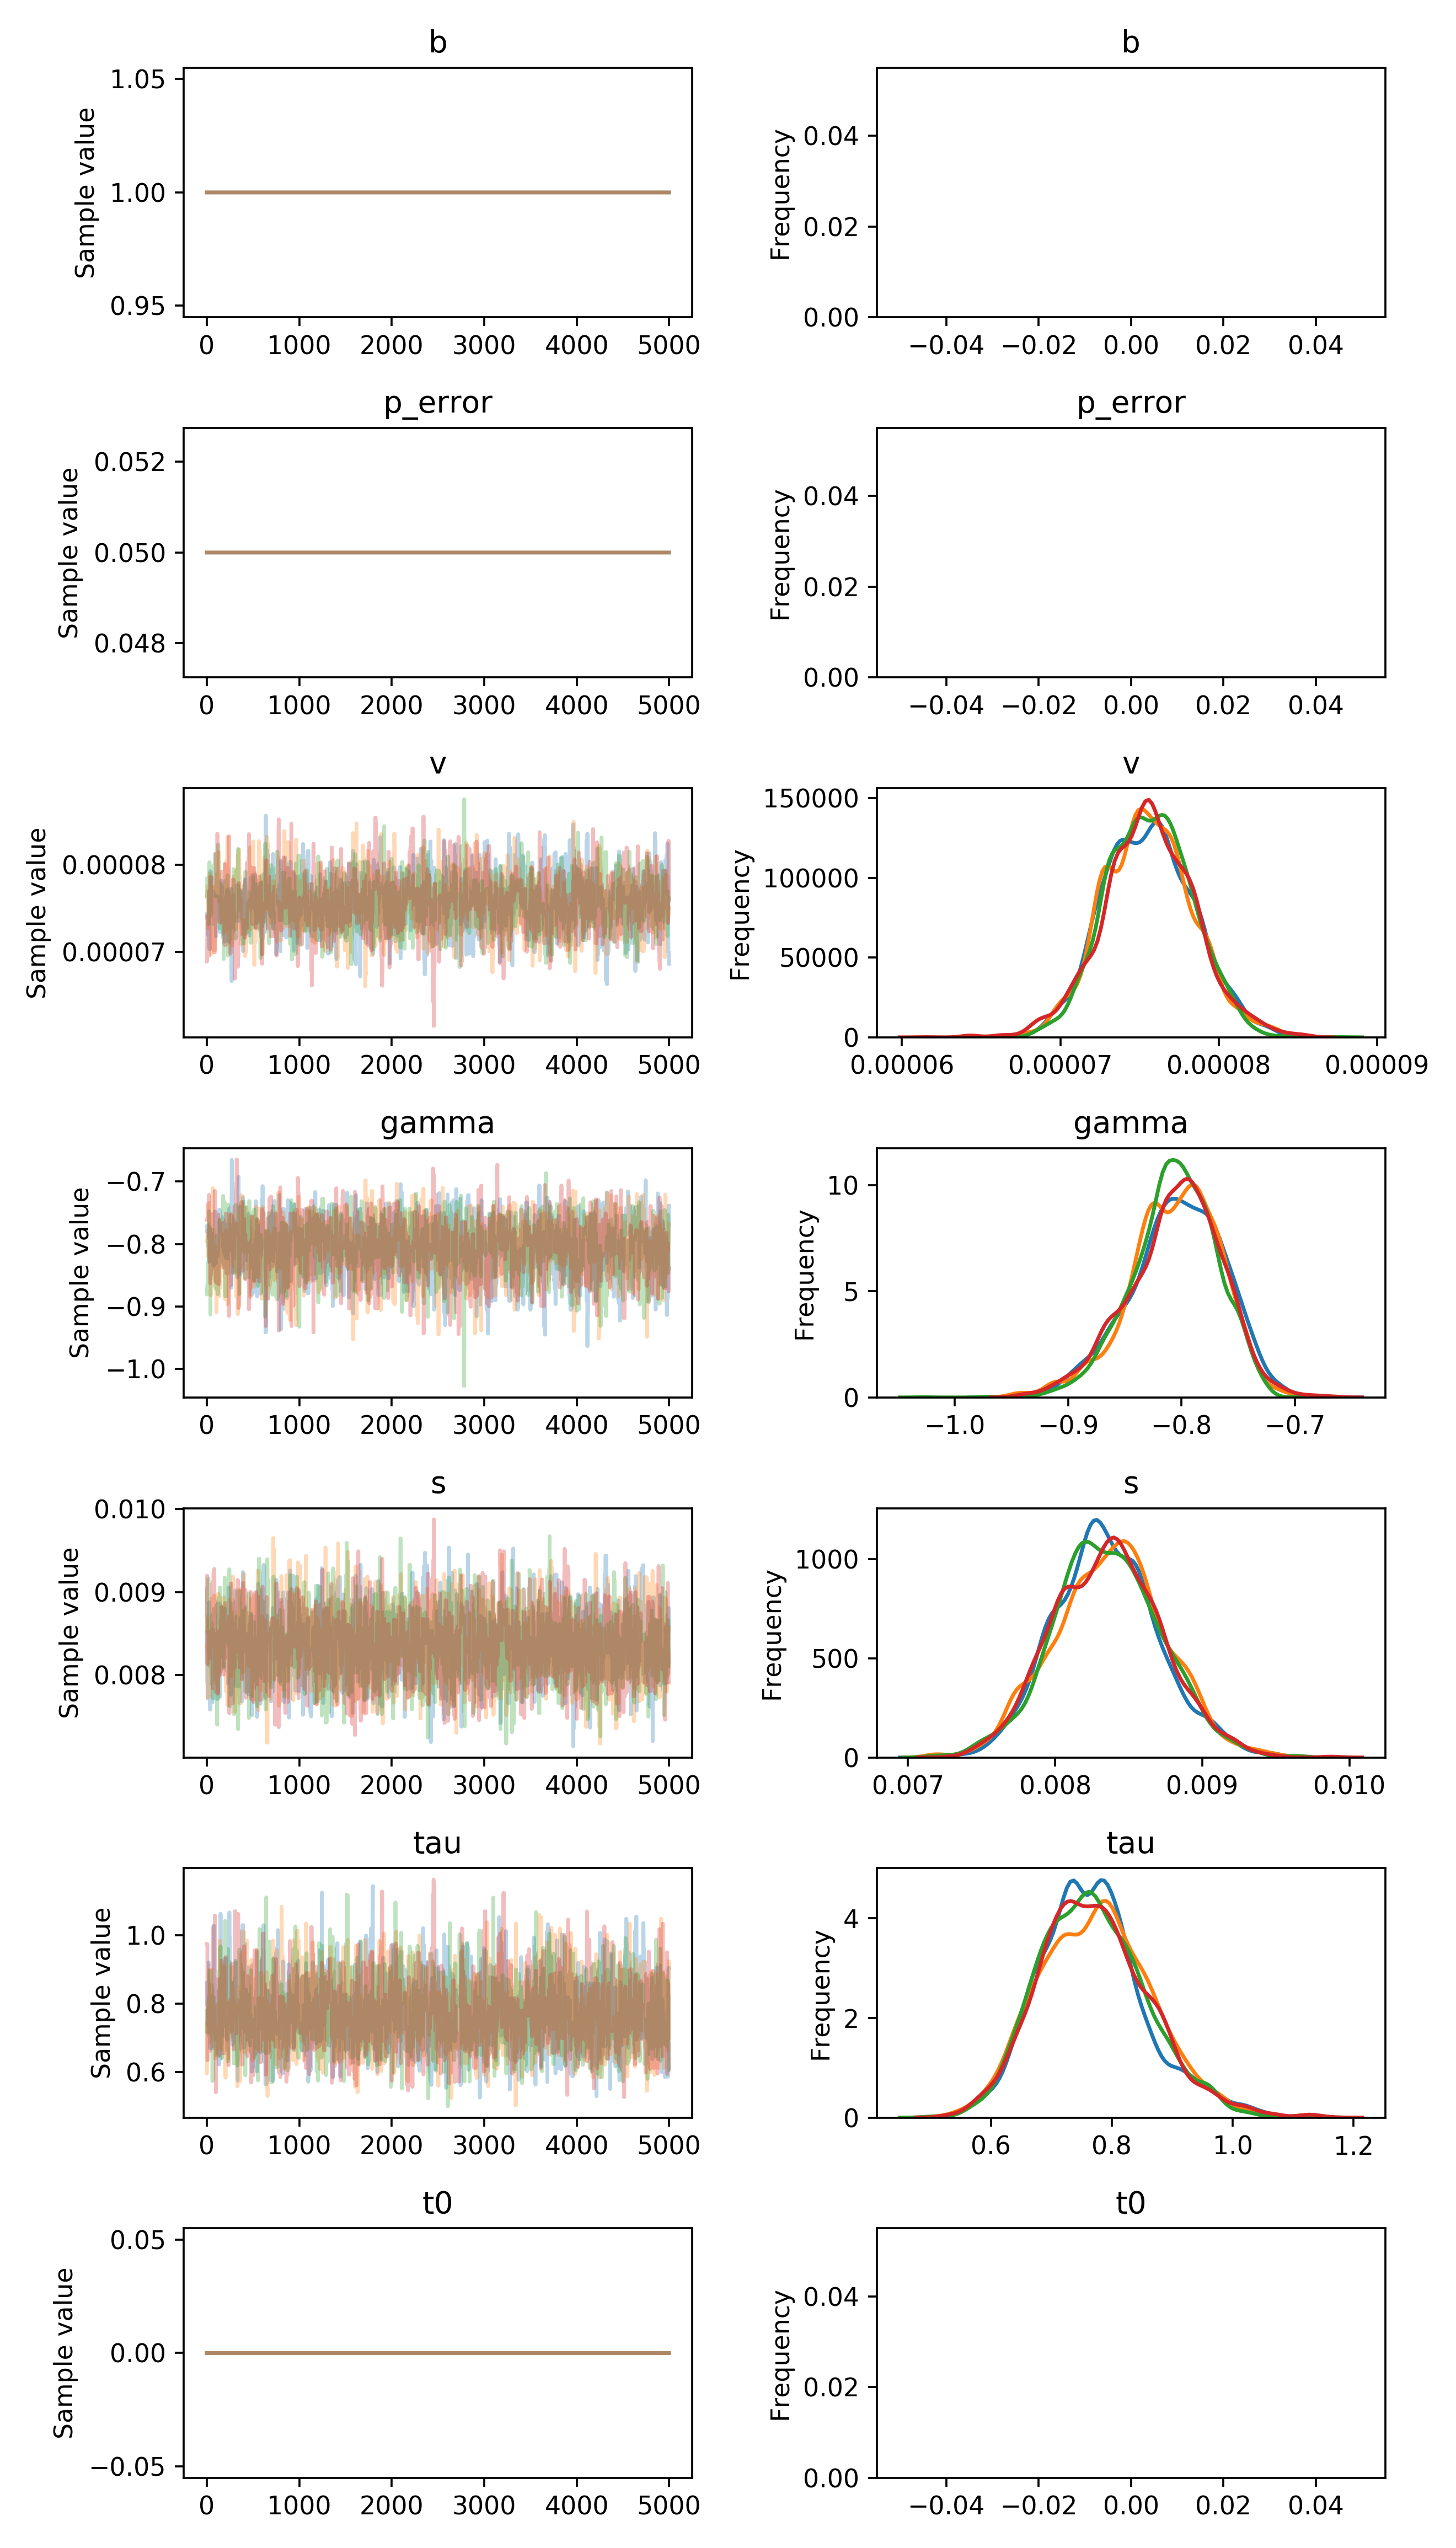 b
b
1.05
1.00
0.95
Sample value
0 1000 2000 3000 4000 5000
0.04
0.02
0.00
Frequency
−0.04 −0.02 0.00 0.02 0.04
p_error
p_error
0.052
0.050
0.048
Sample value
0 1000 2000 3000 4000 5000
0.04
0.02
0.00
Frequency
−0.04 −0.02 0.00 0.02 0.04
v
v
0.00008
0.00007
Sample value
0 1000 2000 3000 4000 5000
150000
100000
50000
0
Frequency
0.00006 0.00007 0.00008 0.00009
gamma
gamma
−0.7
−0.8
−0.9
−1.0
Sample value
0 1000 2000 3000 4000 5000
10
5
0
Frequency
−1.0 −0.9 −0.8 −0.7
s
s
0.010
0.009
0.008
Sample value
0 1000 2000 3000 4000 5000
1000
500
0
Frequency
0.007 0.008 0.009 0.010
tau
tau
1.0
0.8
0.6
Sample value
0 1000 2000 3000 4000 5000
4
2
0
Frequency
0.6 0.8 1.0 1.2
t0
t0
0.05
0.00
−0.05
Sample value
0 1000 2000 3000 4000 5000
0.04
0.02
0.00
Frequency
−0.04 −0.02 0.00 0.02 0.04